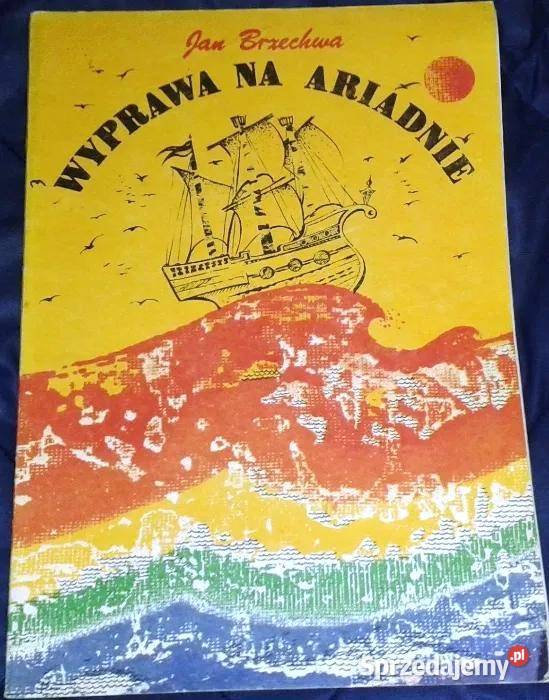 Jan Brzechwa
WYPRAWA NA ARIADNIE
Sprzedajemy.pl